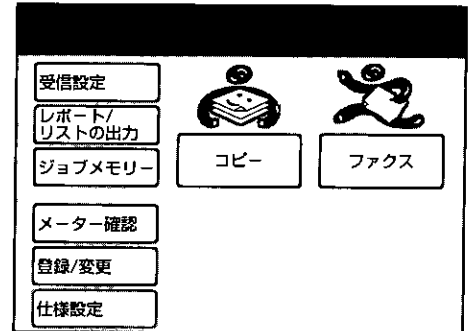 受信設定
レポート/
リストの出力
ジョブメモリー
コピー
ファクス
メーター確認
登録/変更
仕様設定